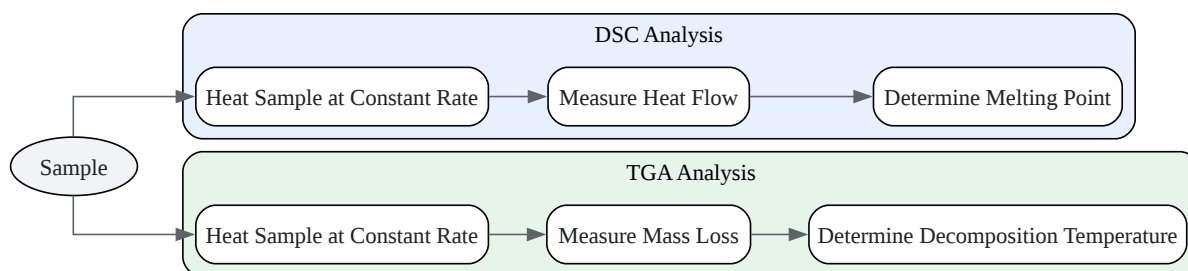 DSC Analysis
Heat Sample at Constant Rate
Measure Heat Flow
Determine Melting Point
Sample
TGA Analysis
Heat Sample at Constant Rate
Measure Mass Loss
Determine Decomposition Temperature